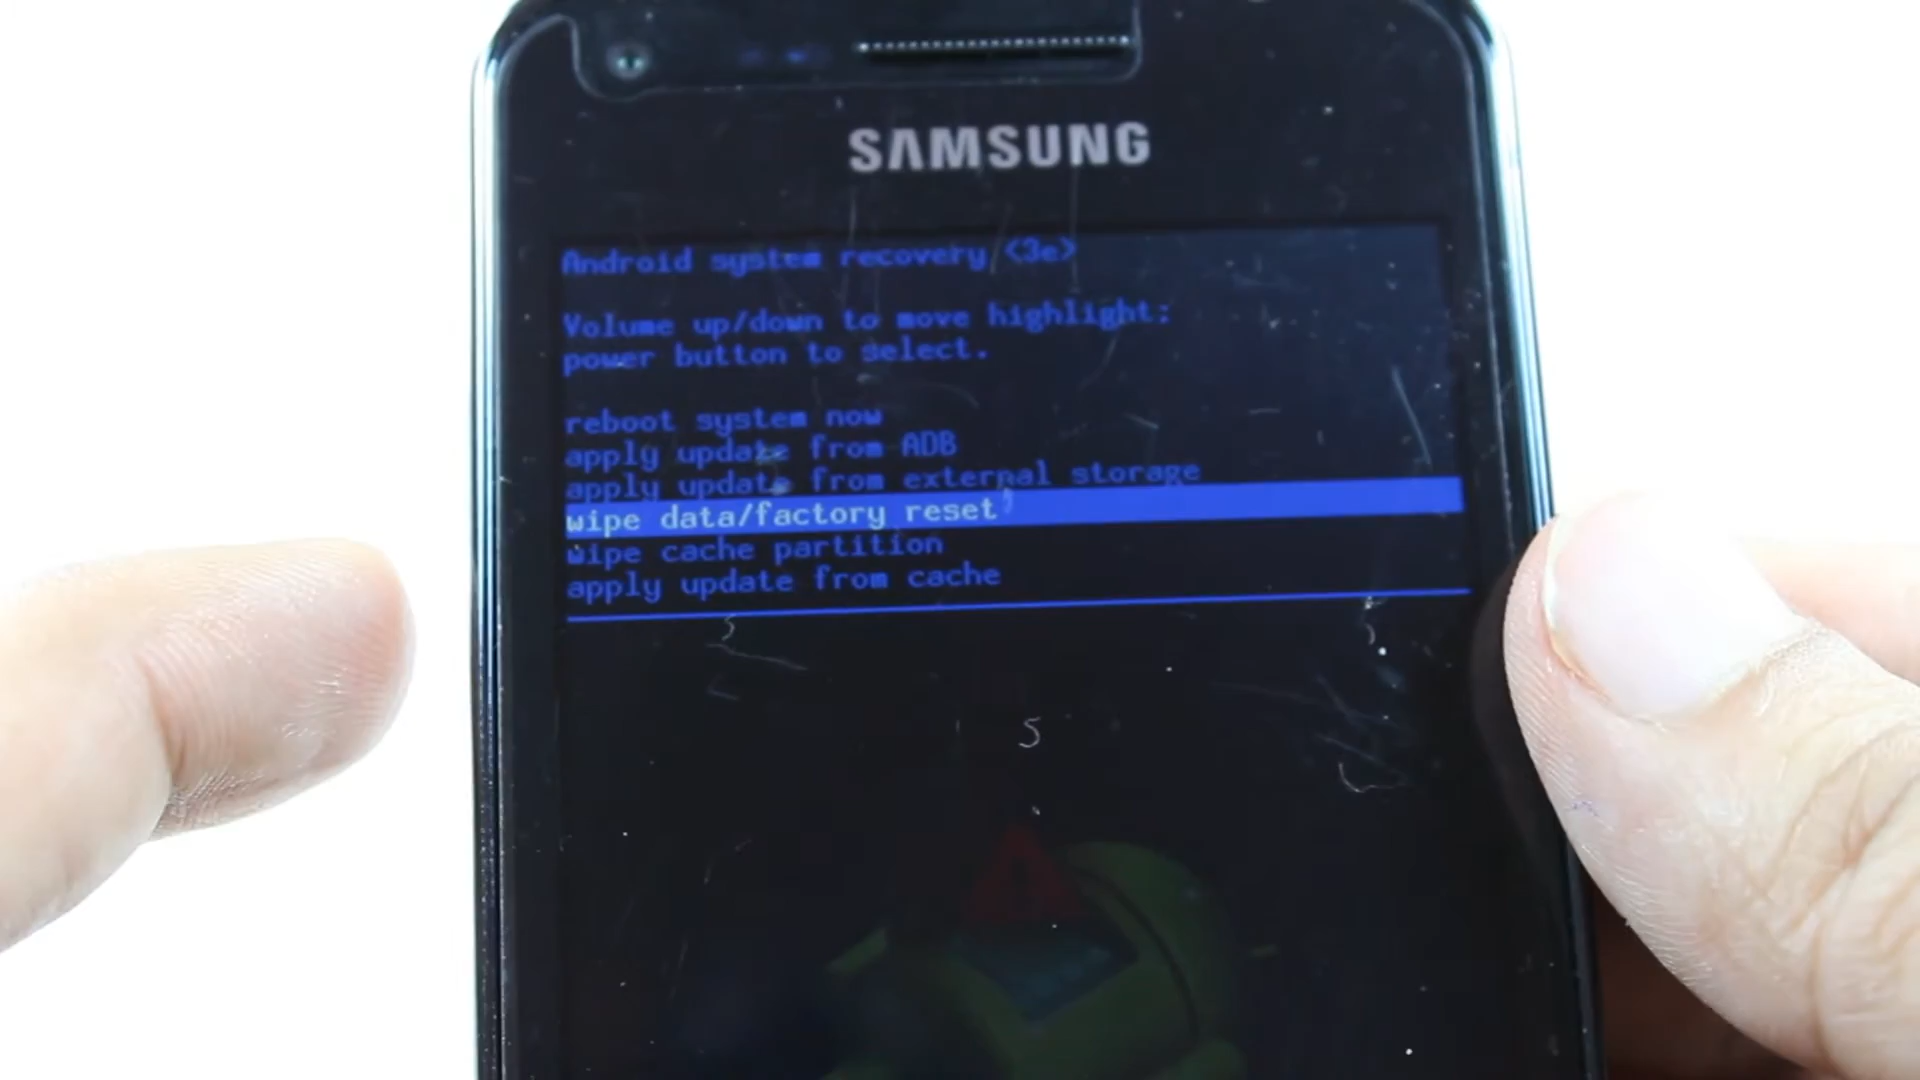 SAMSUNG
Android system recovery <3e>
Volume up/down to move highlight;
power button to select.
reboot system now
apply update from ADB
apply update from external storage
wipe data/factory reset
wipe cache partition
apply update from cache